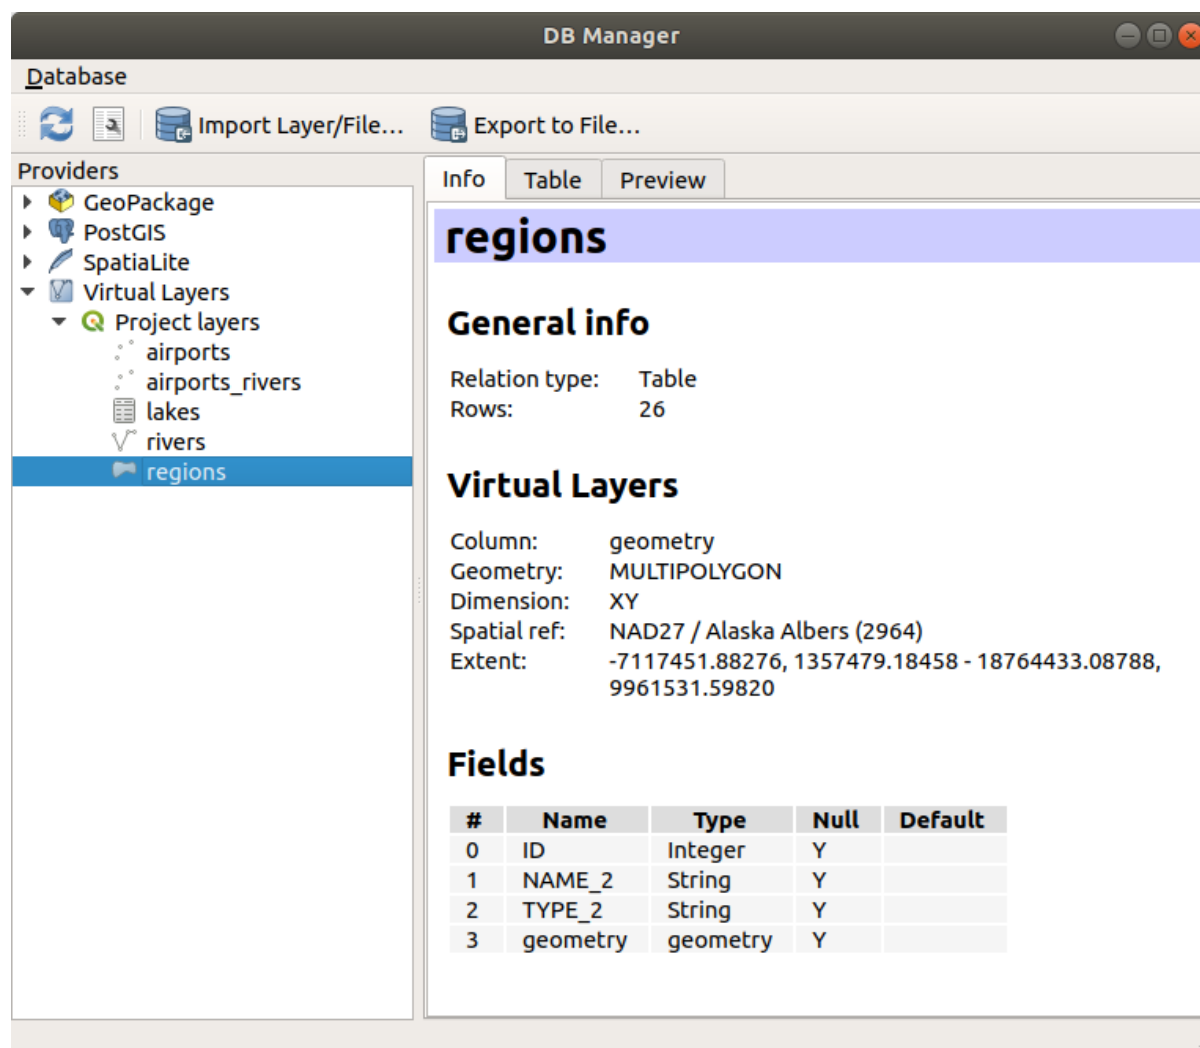 DB Manager
Database
Import Layer/File... Export to File...
Providers
GeoPackage
PostGIS
SpatiaLite
Virtual Layers
Project layers
airports
airports_rivers
lakes
rivers
regions
Info Table Preview
regions
General info
Relation type: Table
Rows: 26
Virtual Layers
Column: geometry
Geometry: MULTIPOLYGON
Dimension: XY
Spatial ref: NAD27 / Alaska Albers (2964)
Extent: -7117451.88276, 1357479.18458 - 18764433.08788,
9961531.59820
Fields
# Name Type Null Default
0 ID Integer Y
1 NAME_2 String Y
2 TYPE_2 String Y
3 geometry geometry Y